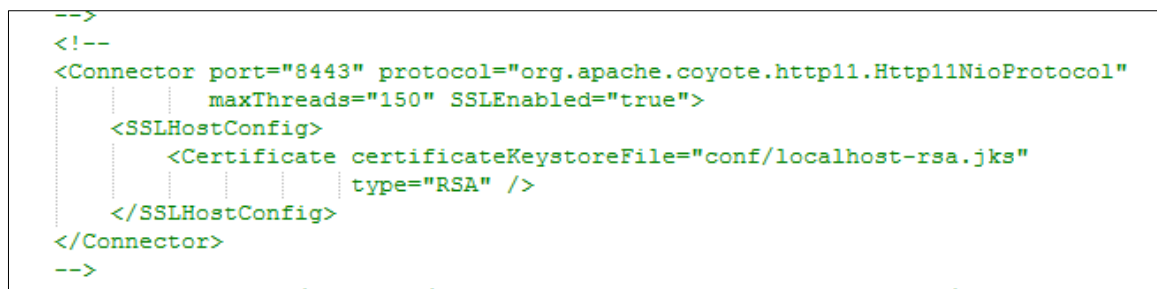 -->
<!--
<Connector port="8443" protocol="org.apache.coyote.http11.Http11NioProtocol"
maxThreads="150" SSLEnabled="true">
<SSLHostConfig>
<Certificate certificateKeystoreFile="conf/localhost-rsa.jks"
type="RSA" />
</SSLHostConfig>
</Connector>
-->